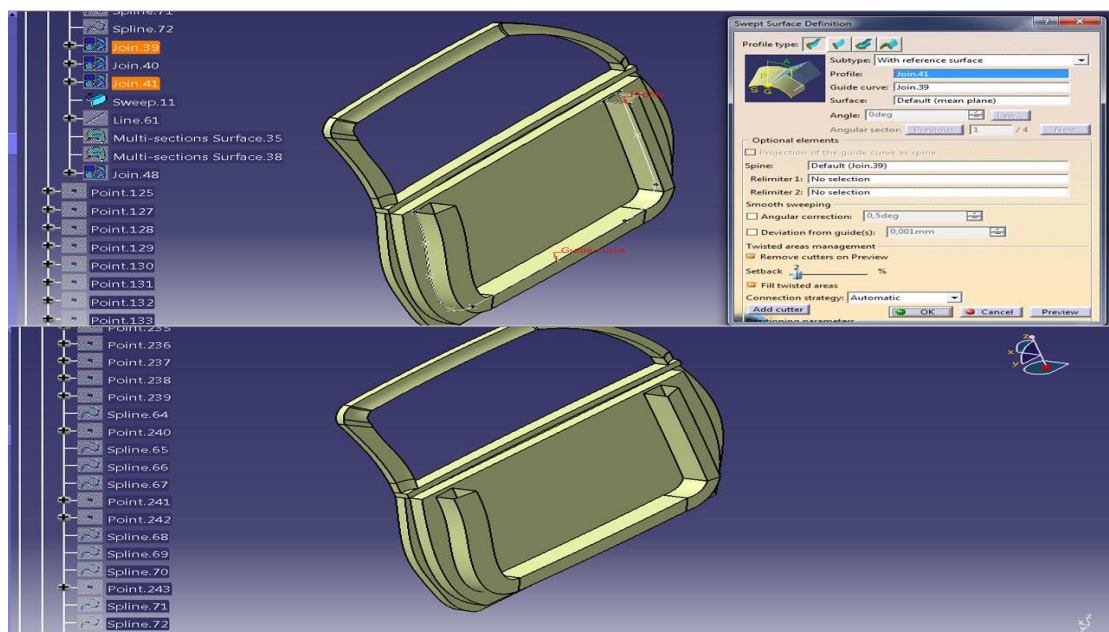 Spline.71
Spline.72
Join.39
Join.40
Join.41
Sweep.11
Line.61
Multi-sections Surface.35
Multi-sections Surface.38
Join.48
Point.125
Point.127
Point.128
Point.129
Point.130
Point.131
Point.132
Point.133
Profile
Guide curve
Swept Surface Definition
Profile type:
Subtype: With reference surface
Profile: Join.41
Guide curve: Join.39
Surface: Default (mean plane)
Angle: 0deg Law...
Angular sector: Previous 1 / 4 Next
Optional elements
Projection of the guide curve as spine
Spine: Default (Join.39)
Relimiter 1: No selection
Relimiter 2: No selection
Smooth sweeping
Angular correction: 0,5deg
Deviation from guide(s): 0,001mm
Twisted areas management
Remove cutters on Preview
Setback 2 %
Fill twisted areas
Connection strategy: Automatic
Add cutter
OK Cancel Preview
Point.235
Point.236
Point.237
Point.238
Point.239
Spline.64
Point.240
Spline.65
Spline.66
Spline.67
Point.241
Point.242
Spline.68
Spline.69
Spline.70
Point.243
Spline.71
Spline.72
z
x
y